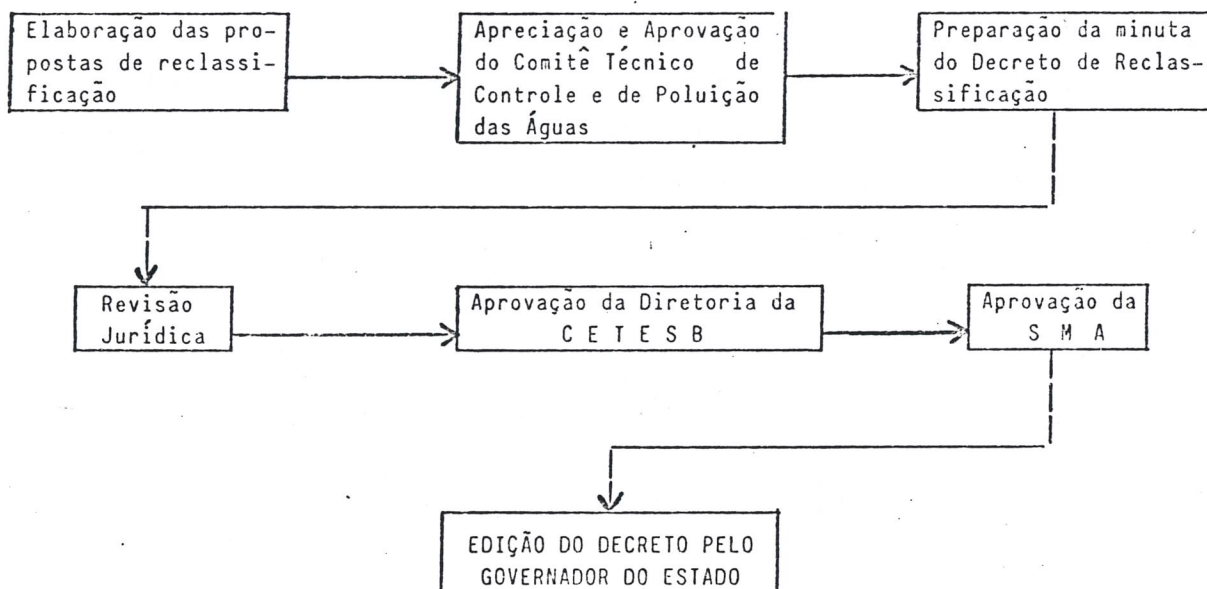 Elaboração das pro-
postas de reclassi-
ficação
Apreciação e Aprovação
do Comitê Técnico de
Controle e de Poluição
das Águas
Preparação da minuta
do Decreto de Reclas-
sificação
Revisão
Jurídica
Aprovação da Diretoria da
C E T E S B
Aprovação da
S M A
EDIÇÃO DO DECRETO PELO
GOVERNADOR DO ESTADO